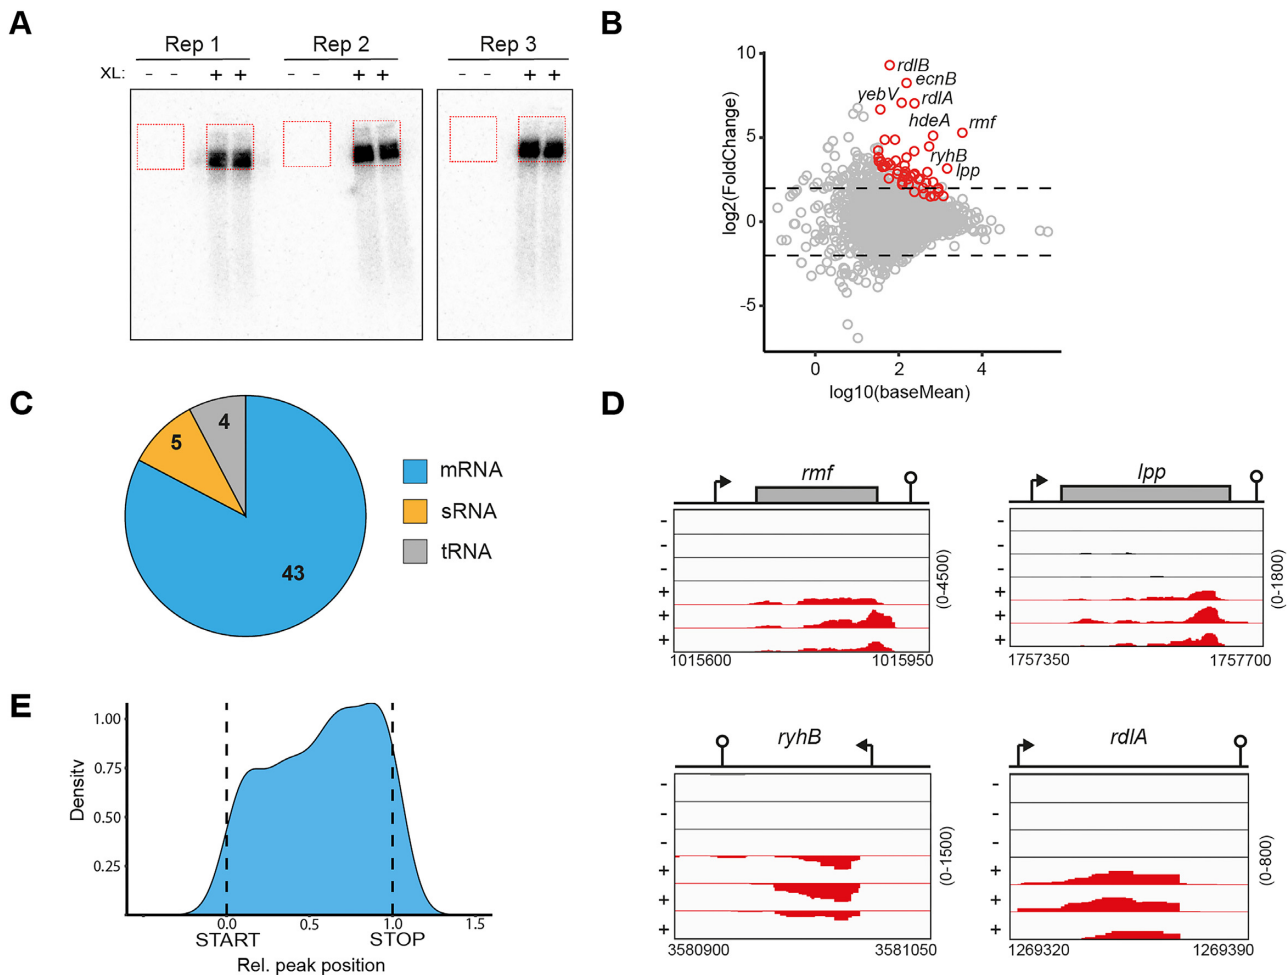 A
Rep 1
Rep 2
Rep 3
XL:
- - + + - - + + - - + +
B
10
5
0
-5
log2(FoldChange)
rdlB
ecnB
yebV
rdlA
hdeA
rmf
ryhB
lpp
0 2 4
log10(baseMean)
C
4
5
43
mRNA
sRNA
tRNA
D
rmf
-
-
-
+
+
+
(0-4500)
1015600 1015950
lpp
-
-
-
+
+
+
(0-1800)
1757350 1757700
ryhB
-
-
-
+
+
+
(0-1500)
3580900 3581050
rdlA
-
-
-
+
+
+
(0-800)
1269320 1269390
E
1.00
0.75
0.50
0.25
Density
0.0 0.5 1.0 1.5
START STOP
Rel. peak position